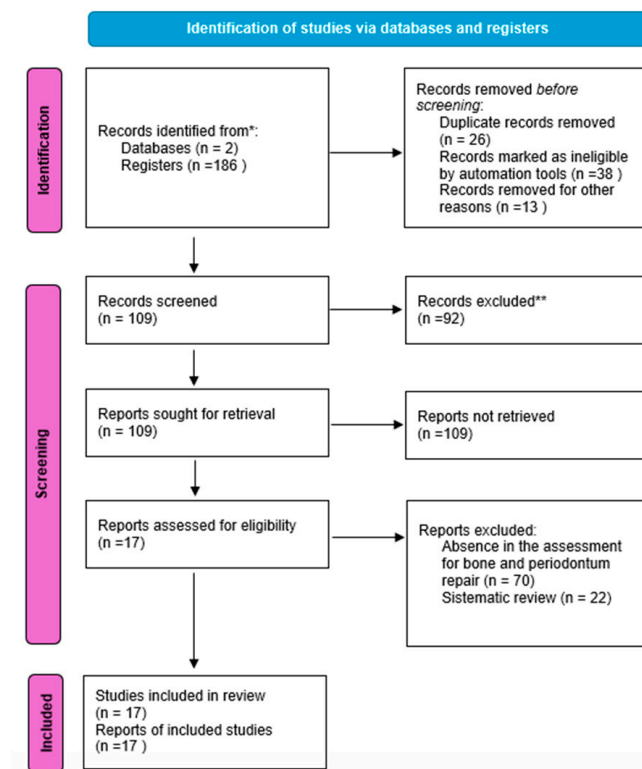 Identification of studies via databases and registers
Identification
Records identified from*:
Databases (n = 2)
Registers (n =186 )
Records removed before
screening:
Duplicate records removed
(n = 26)
Records marked as ineligible
by automation tools (n =38 )
Records removed for other
reasons (n =13 )
Screening
Records screened
(n = 109)
Records excluded**
(n =92)
Reports sought for retrieval
(n = 109)
Reports not retrieved
(n =109)
Reports assessed for eligibility
(n =17)
Reports excluded:
Absence in the assessment
for bone and periodontum
repair (n = 70)
Sistematic review (n = 22)
Included
Studies included in review
(n = 17)
Reports of included studies
(n =17 )